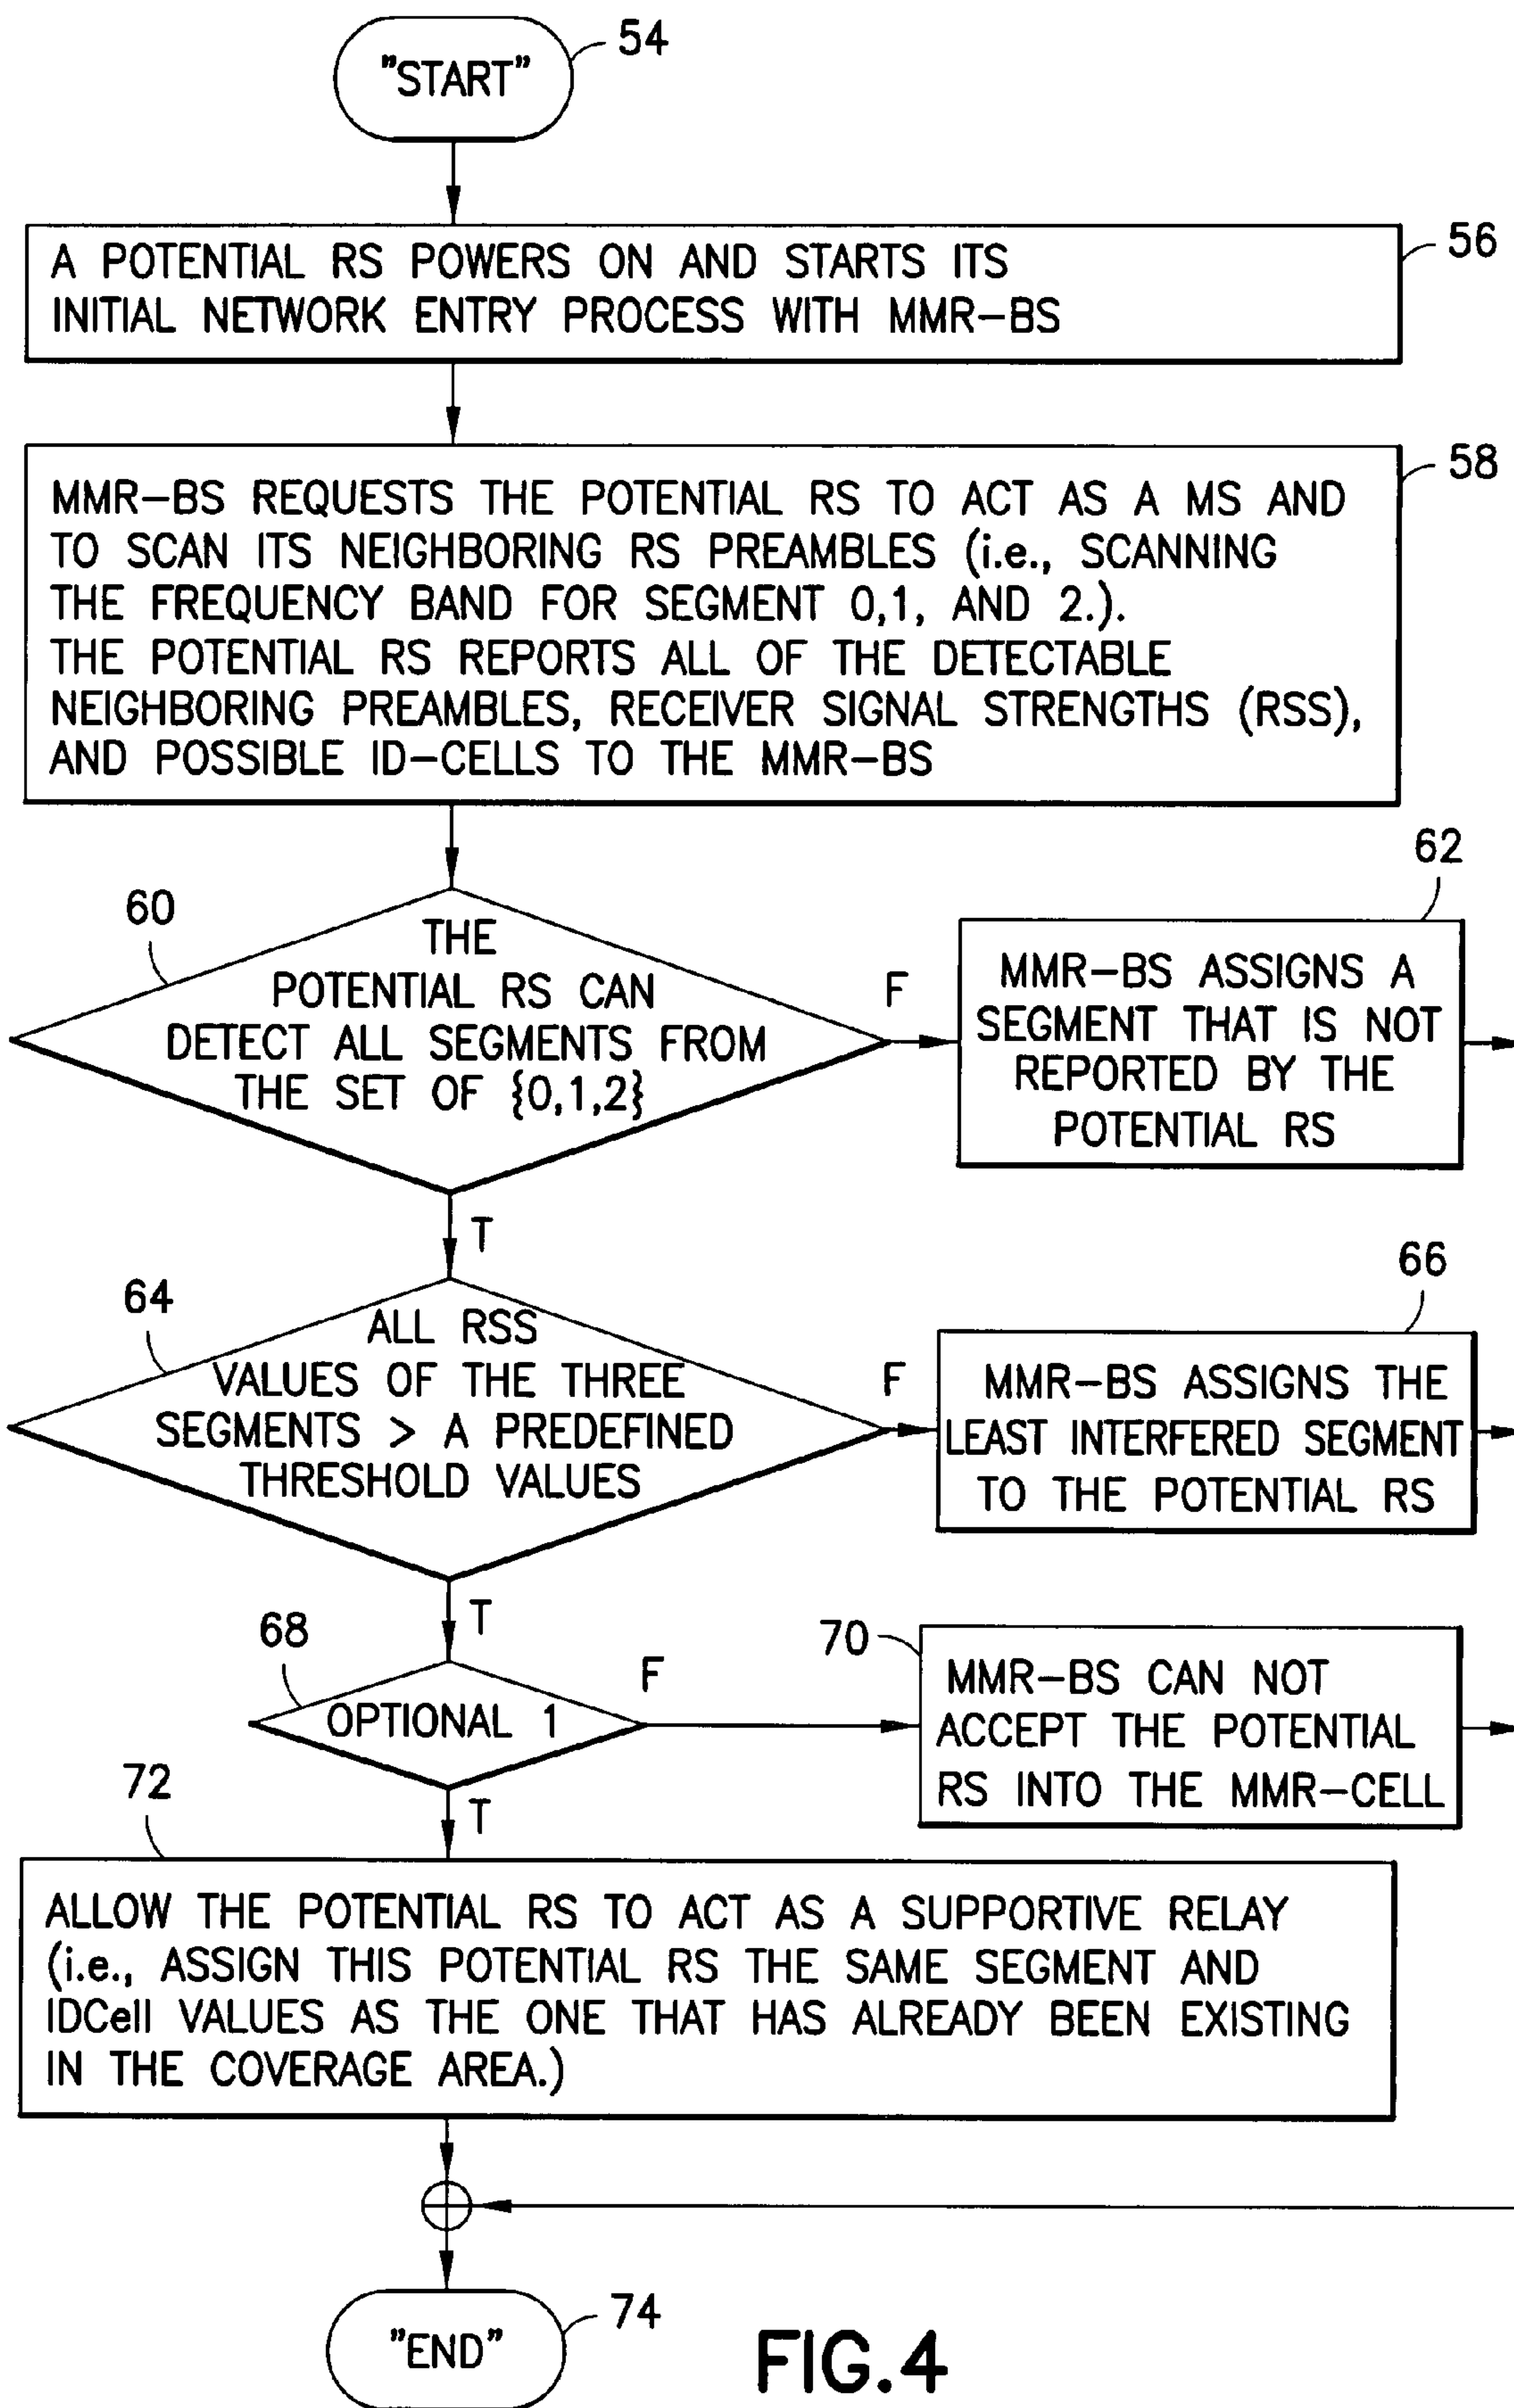 "START"
54
A POTENTIAL RS POWERS ON AND STARTS ITS
INITIAL NETWORK ENTRY PROCESS WITH MMR-BS
56
MMR-BS REQUESTS THE POTENTIAL RS TO ACT AS A MS AND
TO SCAN ITS NEIGHBORING RS PREAMBLES (i.e., SCANNING
THE FREQUENCY BAND FOR SEGMENT 0,1, AND 2.).
THE POTENTIAL RS REPORTS ALL OF THE DETECTABLE
NEIGHBORING PREAMBLES, RECEIVER SIGNAL STRENGTHS (RSS),
AND POSSIBLE ID-CELLS TO THE MMR-BS
58
60
THE
POTENTIAL RS CAN
DETECT ALL SEGMENTS FROM
THE SET OF {0,1,2}
F
62
MMR-BS ASSIGNS A
SEGMENT THAT IS NOT
REPORTED BY THE
POTENTIAL RS
T
64
ALL RSS
VALUES OF THE THREE
SEGMENTS > A PREDEFINED
THRESHOLD VALUES
F
66
MMR-BS ASSIGNS THE
LEAST INTERFERED SEGMENT
TO THE POTENTIAL RS
T
68
OPTIONAL 1
F
70
MMR-BS CAN NOT
ACCEPT THE POTENTIAL
RS INTO THE MMR-CELL
T
72
ALLOW THE POTENTIAL RS TO ACT AS A SUPPORTIVE RELAY
(i.e., ASSIGN THIS POTENTIAL RS THE SAME SEGMENT AND
IDCell VALUES AS THE ONE THAT HAS ALREADY BEEN EXISTING
IN THE COVERAGE AREA.)
"END"
74
FIG.4